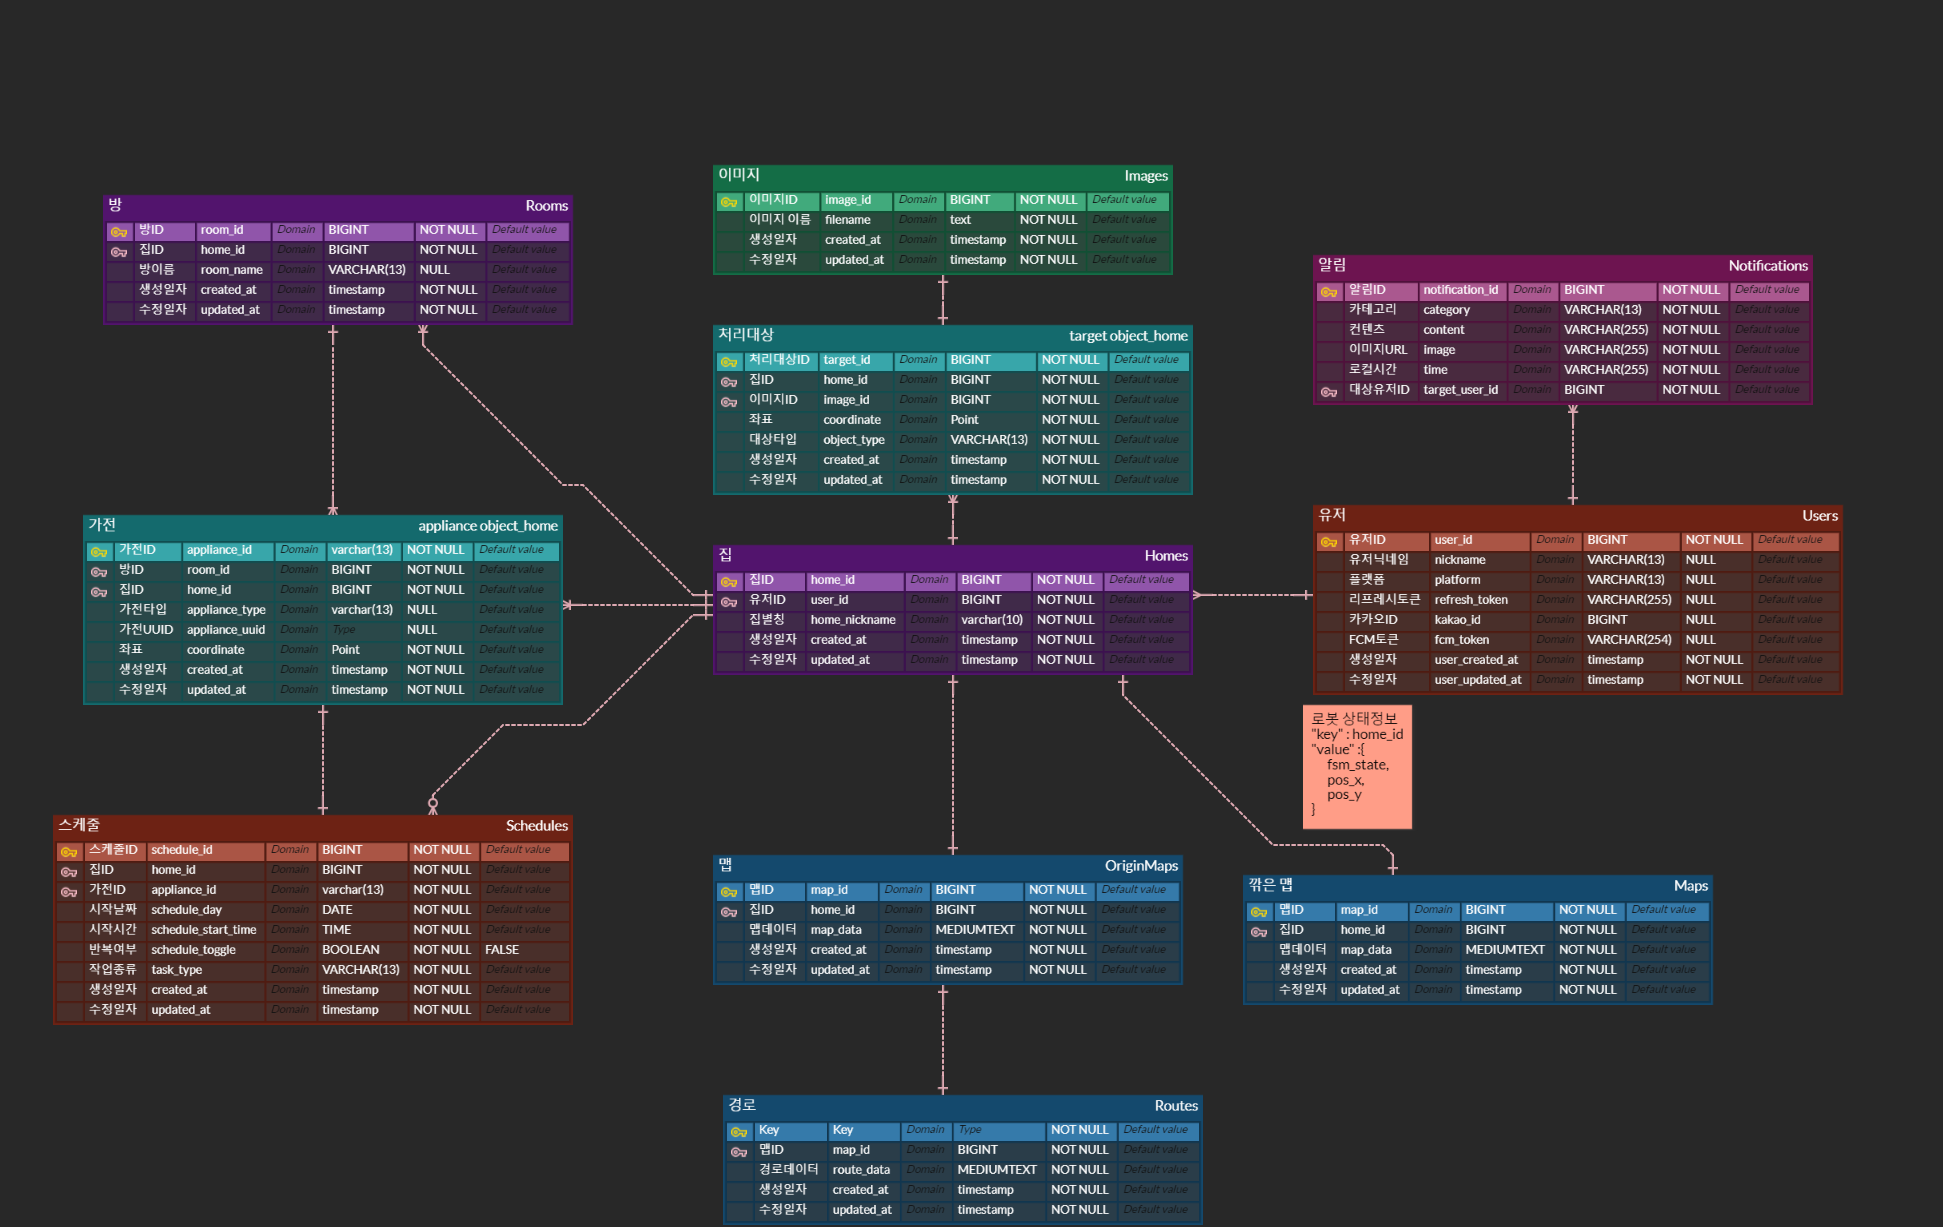 이미지 Images
이미지ID image_id Domain BIGINT NOT NULL Default value
이미지 이름 filename Domain text NOT NULL Default value
생성일자 created_at Domain timestamp NOT NULL Default value
수정일자 updated_at Domain timestamp NOT NULL Default value
방 Rooms
방ID room_id Domain BIGINT NOT NULL Default value
집ID home_id Domain BIGINT NOT NULL Default value
방이름 room_name Domain VARCHAR(13) NULL Default value
생성일자 created_at Domain timestamp NOT NULL Default value
수정일자 updated_at Domain timestamp NOT NULL Default value
알림 Notifications
알림ID notification_id Domain BIGINT NOT NULL Default value
카테고리 category Domain VARCHAR(13) NOT NULL Default value
컨텐츠 content Domain VARCHAR(255) NOT NULL Default value
이미지URL image Domain VARCHAR(255) NOT NULL Default value
로컬시간 time Domain VARCHAR(255) NOT NULL Default value
대상유저ID target_user_id Domain BIGINT NOT NULL Default value
처리대상 target object_home
처리대상ID target_id Domain BIGINT NOT NULL Default value
집ID home_id Domain BIGINT NOT NULL Default value
이미지ID image_id Domain BIGINT NOT NULL Default value
좌표 coordinate Domain Point NOT NULL Default value
대상타입 object_type Domain VARCHAR(13) NOT NULL Default value
생성일자 created_at Domain timestamp NOT NULL Default value
수정일자 updated_at Domain timestamp NOT NULL Default value
가전 appliance object_home
가전ID appliance_id Domain varchar(13) NOT NULL Default value
방ID room_id Domain BIGINT NOT NULL Default value
집ID home_id Domain BIGINT NOT NULL Default value
가전타입 appliance_type Domain varchar(13) NULL Default value
가전UUID appliance_uuid Domain Type NULL Default value
좌표 coordinate Domain Point NOT NULL Default value
생성일자 created_at Domain timestamp NOT NULL Default value
수정일자 updated_at Domain timestamp NOT NULL Default value
집 Homes
집ID home_id Domain BIGINT NOT NULL Default value
유저ID user_id Domain BIGINT NOT NULL Default value
집별칭 home_nickname Domain varchar(10) NOT NULL Default value
생성일자 created_at Domain timestamp NOT NULL Default value
수정일자 updated_at Domain timestamp NOT NULL Default value
유저 Users
유저ID user_id Domain BIGINT NOT NULL Default value
유저닉네임 nickname Domain VARCHAR(13) NULL Default value
플랫폼 platform Domain VARCHAR(13) NULL Default value
리프레시토큰 refresh_token Domain VARCHAR(255) NULL Default value
카카오ID kakao_id Domain BIGINT NULL Default value
FCM토큰 fcm_token Domain VARCHAR(254) NULL Default value
생성일자 user_created_at Domain timestamp NOT NULL Default value
수정일자 user_updated_at Domain timestamp NOT NULL Default value
로봇 상태정보
"key" : home_id
"value" :{
fsm_state,
pos_x,
pos_y
}
스케줄 Schedules
스케줄ID schedule_id Domain BIGINT NOT NULL Default value
집ID home_id Domain BIGINT NOT NULL Default value
가전ID appliance_id Domain varchar(13) NOT NULL Default value
시작날짜 schedule_day Domain DATE NOT NULL Default value
시작시간 schedule_start_time Domain TIME NOT NULL Default value
반복여부 schedule_toggle Domain BOOLEAN NOT NULL FALSE
작업종류 task_type Domain VARCHAR(13) NOT NULL Default value
생성일자 created_at Domain timestamp NOT NULL Default value
수정일자 updated_at Domain timestamp NOT NULL Default value
맵 OriginMaps
맵ID map_id Domain BIGINT NOT NULL Default value
집ID home_id Domain BIGINT NOT NULL Default value
맵데이터 map_data Domain MEDIUMTEXT NOT NULL Default value
생성일자 created_at Domain timestamp NOT NULL Default value
수정일자 updated_at Domain timestamp NOT NULL Default value
깎은 맵 Maps
맵ID map_id Domain BIGINT NOT NULL Default value
집ID home_id Domain BIGINT NOT NULL Default value
맵데이터 map_data Domain MEDIUMTEXT NOT NULL Default value
생성일자 created_at Domain timestamp NOT NULL Default value
수정일자 updated_at Domain timestamp NOT NULL Default value
경로 Routes
Key Key Domain Type NOT NULL Default value
맵ID map_id Domain BIGINT NOT NULL Default value
경로데이터 route_data Domain MEDIUMTEXT NOT NULL Default value
생성일자 created_at Domain timestamp NOT NULL Default value
수정일자 updated_at Domain timestamp NOT NULL Default value